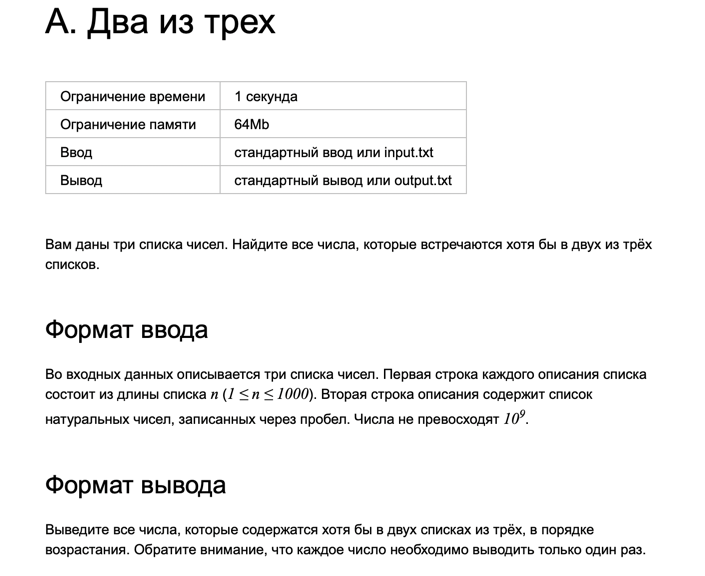 А. Два из трех
Ограничение времени 1 секунда
Ограничение памяти 64Mb
Ввод стандартный ввод или input.txt
Вывод стандартный вывод или output.txt
Вам даны три списка чисел. Найдите все числа, которые встречаются хотя бы в двух из трёх
списков.
Формат ввода
Во входных данных описывается три списка чисел. Первая строка каждого описания списка
состоит из длины списка n (1 ≤ n ≤ 1000). Вторая строка описания содержит список
натуральных чисел, записанных через пробел. Числа не превосходят 10⁹.
Формат вывода
Выведите все числа, которые содержатся хотя бы в двух списках из трёх, в порядке
возрастания. Обратите внимание, что каждое число необходимо выводить только один раз.